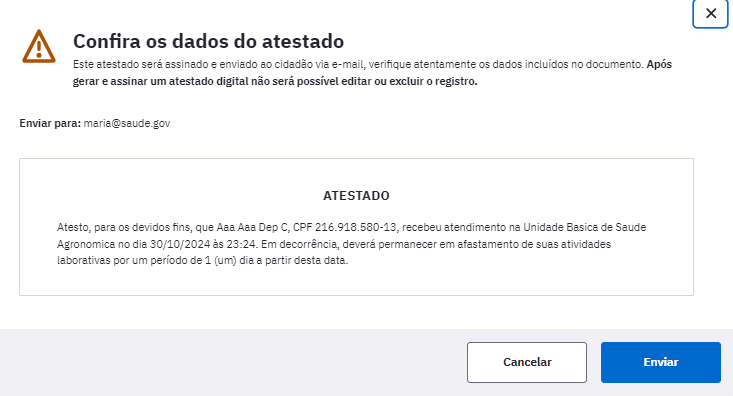 Confira os dados do atestado
Este atestado será assinado e enviado ao cidadão via e-mail, verifique atentamente os dados incluídos no documento. Após
gerar e assinar um atestado digital não será possível editar ou excluir o registro.
Enviar para: maria@saude.gov
ATESTADO
Atesto, para os devidos fins, que Aaa Aaa Dep C, CPF 216.918.580-13, recebeu atendimento na Unidade Basica de Saude
Agronomica no dia 30/10/2024 às 23:24. Em decorrência, deverá permanecer em afastamento de suas atividades
laborativas por um período de 1 (um) dia a partir desta data.
Cancelar
Enviar